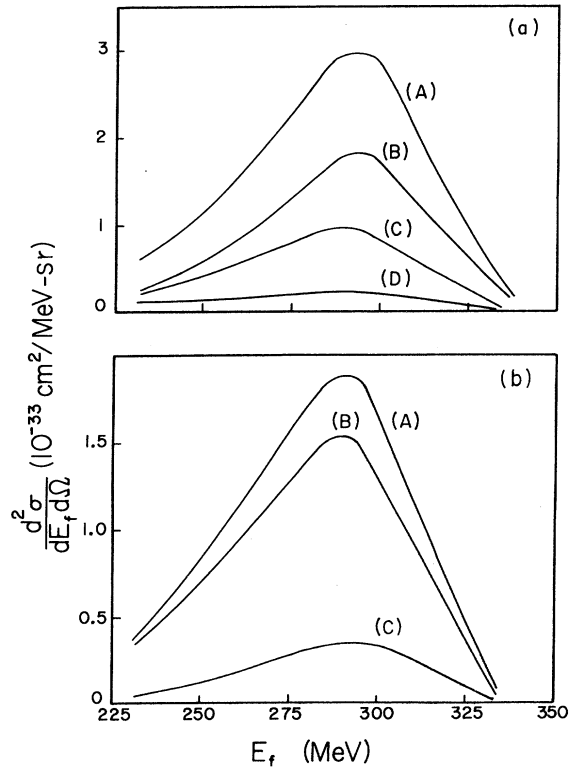 (a)
3
2
1
0
(A)
(B)
(C)
(D)
d²σ
dE_f dΩ
(10⁻³³ cm²/MeV-sr)
(b)
1.5
1.0
0.5
0
(A)
(B)
(C)
225 250 275 300 325 350
E_f (MeV)